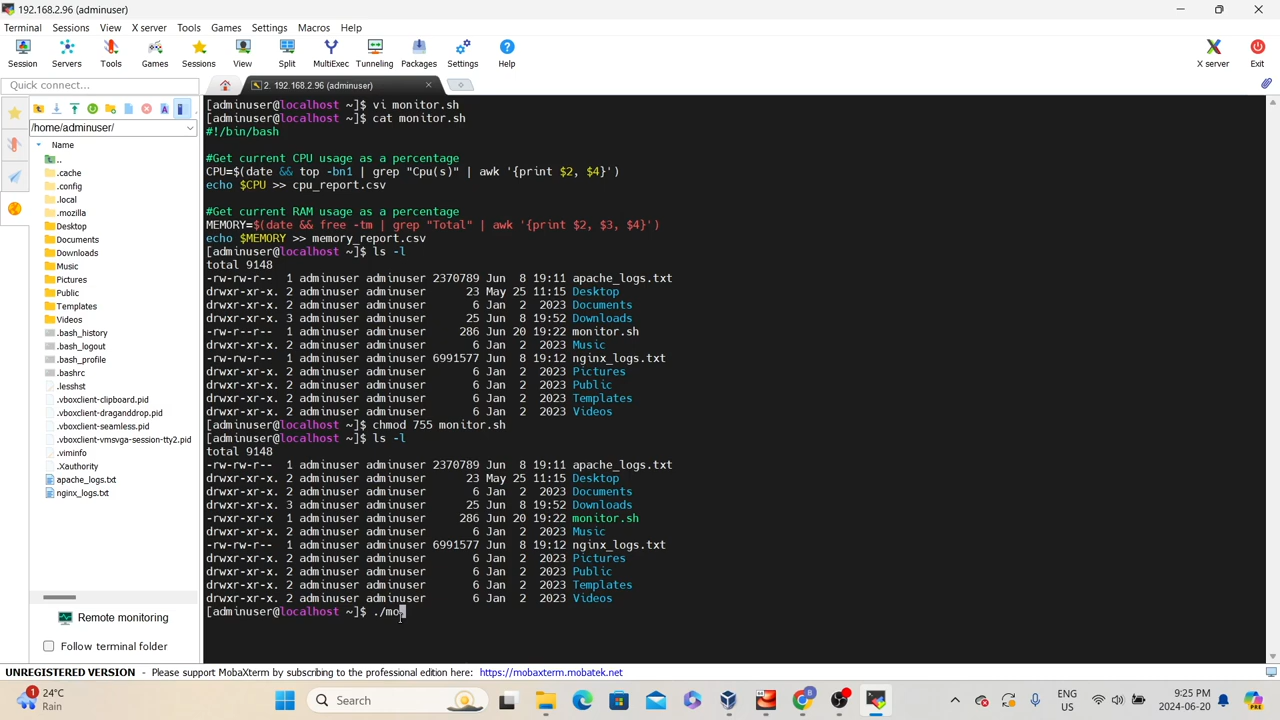 192.168.2.96 (adminuser)
Terminal Sessions View X server Tools Games Settings Macros Help
Session Servers Tools Games Sessions View Split MultiExec Tunneling Packages Settings Help X server Exit
Quick connect...
2. 192.168.2.96 (adminuser)
/home/adminuser/
Name
..
.cache
.config
.local
.mozilla
Desktop
Documents
Downloads
Music
Pictures
Public
Templates
Videos
.bash_history
.bash_logout
.bash_profile
.bashrc
.lesshst
.vboxclient-clipboard.pid
.vboxclient-draganddrop.pid
.vboxclient-seamless.pid
.vboxclient-vmsvga-session-tty2.pid
.viminfo
.Xauthority
apache_logs.txt
nginx_logs.txt
Remote monitoring
Follow terminal folder
[adminuser@localhost ~]$ vi monitor.sh
[adminuser@localhost ~]$ cat monitor.sh
#!/bin/bash
#Get current CPU usage as a percentage
CPU=$(date && top -bn1 | grep "Cpu(s)" | awk '{print $2, $4}')
echo $CPU >> cpu_report.csv
#Get current RAM usage as a percentage
MEMORY=$(date && free -tm | grep "Total" | awk '{print $2, $3, $4}')
echo $MEMORY >> memory_report.csv
[adminuser@localhost ~]$ ls -l
total 9148
-rw-rw-r-- 1 adminuser adminuser 2370789 Jun 8 19:11 apache_logs.txt
drwxr-xr-x. 2 adminuser adminuser 23 May 25 11:15 Desktop
drwxr-xr-x. 2 adminuser adminuser 6 Jan 2 2023 Documents
drwxr-xr-x. 3 adminuser adminuser 25 Jun 8 19:52 Downloads
-rw-r--r-- 1 adminuser adminuser 286 Jun 20 19:22 monitor.sh
drwxr-xr-x. 2 adminuser adminuser 6 Jan 2 2023 Music
-rw-rw-r-- 1 adminuser adminuser 6991577 Jun 8 19:12 nginx_logs.txt
drwxr-xr-x. 2 adminuser adminuser 6 Jan 2 2023 Pictures
drwxr-xr-x. 2 adminuser adminuser 6 Jan 2 2023 Public
drwxr-xr-x. 2 adminuser adminuser 6 Jan 2 2023 Templates
drwxr-xr-x. 2 adminuser adminuser 6 Jan 2 2023 Videos
[adminuser@localhost ~]$ chmod 755 monitor.sh
[adminuser@localhost ~]$ ls -l
total 9148
-rw-rw-r-- 1 adminuser adminuser 2370789 Jun 8 19:11 apache_logs.txt
drwxr-xr-x. 2 adminuser adminuser 23 May 25 11:15 Desktop
drwxr-xr-x. 2 adminuser adminuser 6 Jan 2 2023 Documents
drwxr-xr-x. 3 adminuser adminuser 25 Jun 8 19:52 Downloads
-rwxr-xr-x 1 adminuser adminuser 286 Jun 20 19:22 monitor.sh
drwxr-xr-x. 2 adminuser adminuser 6 Jan 2 2023 Music
-rw-rw-r-- 1 adminuser adminuser 6991577 Jun 8 19:12 nginx_logs.txt
drwxr-xr-x. 2 adminuser adminuser 6 Jan 2 2023 Pictures
drwxr-xr-x. 2 adminuser adminuser 6 Jan 2 2023 Public
drwxr-xr-x. 2 adminuser adminuser 6 Jan 2 2023 Templates
drwxr-xr-x. 2 adminuser adminuser 6 Jan 2 2023 Videos
[adminuser@localhost ~]$ ./mo
UNREGISTERED VERSION - Please support MobaXterm by subscribing to the professional edition here: https://mobaxterm.mobatek.net
1
24°C
Rain
Search
ENG
US
9:25 PM
2024-06-20
PRE